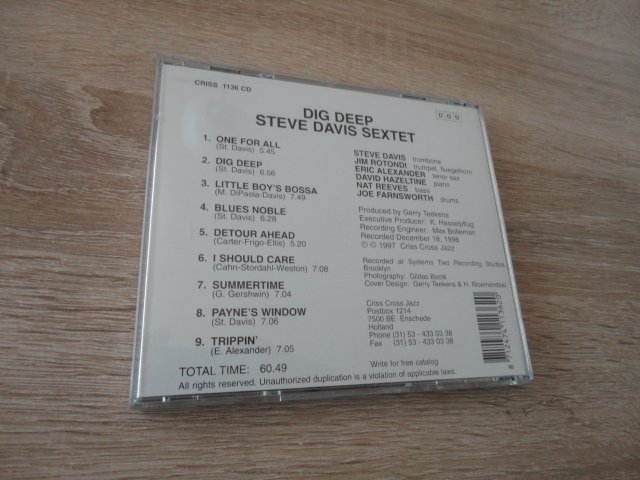 CRISS 1136 CD
DDD
DIG DEEP
STEVE DAVIS SEXTET
1. ONE FOR ALL
(St. Davis) 5.45
2. DIG DEEP
(St. Davis) 6.56
3. LITTLE BOY'S BOSSA
(M. DiPaola-Davis) 7.49
4. BLUES NOBLE
(St. Davis) 6.28
5. DETOUR AHEAD
(Carter-Frigo-Ellis) 5.20
6. I SHOULD CARE
(Cahn-Stordahl-Weston) 7.08
7. SUMMERTIME
(G. Gershwin) 7.04
8. PAYNE'S WINDOW
(St. Davis) 7.06
9. TRIPPIN'
(E. Alexander) 7.05
TOTAL TIME: 60.49
STEVE DAVIS trombone
JIM ROTONDI trumpet, fluegelhorn
ERIC ALEXANDER tenor sax
DAVID HAZELTINE piano
NAT REEVES bass
JOE FARNSWORTH drums
Produced by Gerry Teekens
Executive Producer: K. Hasselpflug
Recording Engineer: Max Bolleman
Recorded December 18, 1996
℗ © 1997 Criss Cross Jazz
Recorded at Systems Two Recording Studios,
Brooklyn
Photography: Gildas Boclé
Cover Design: Gerry Teekens & H. Bloemendaal
Criss Cross Jazz
Postbox 1214
7500 BE Enschede
Holland
Phone (31) 53 - 433 03 38
Fax (31) 53 - 433 03 38
Write for free catalog
All rights reserved. Unauthorized duplication is a violation of applicable laws.